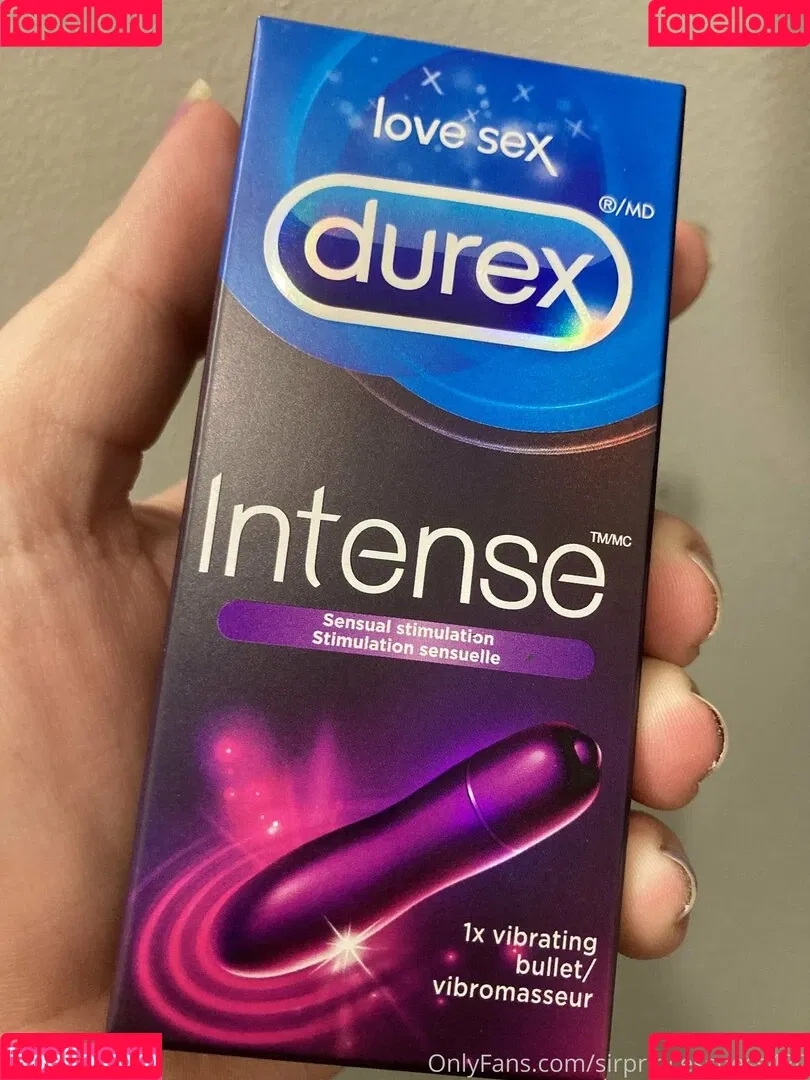 fapello.ru fapello.ru
love sex
durex ®/MD
Intense TM/MC
Sensual stimulation
Stimulation sensuelle
1x vibrating
bullet/
vibromasseur
fapello.ru fapello.ru